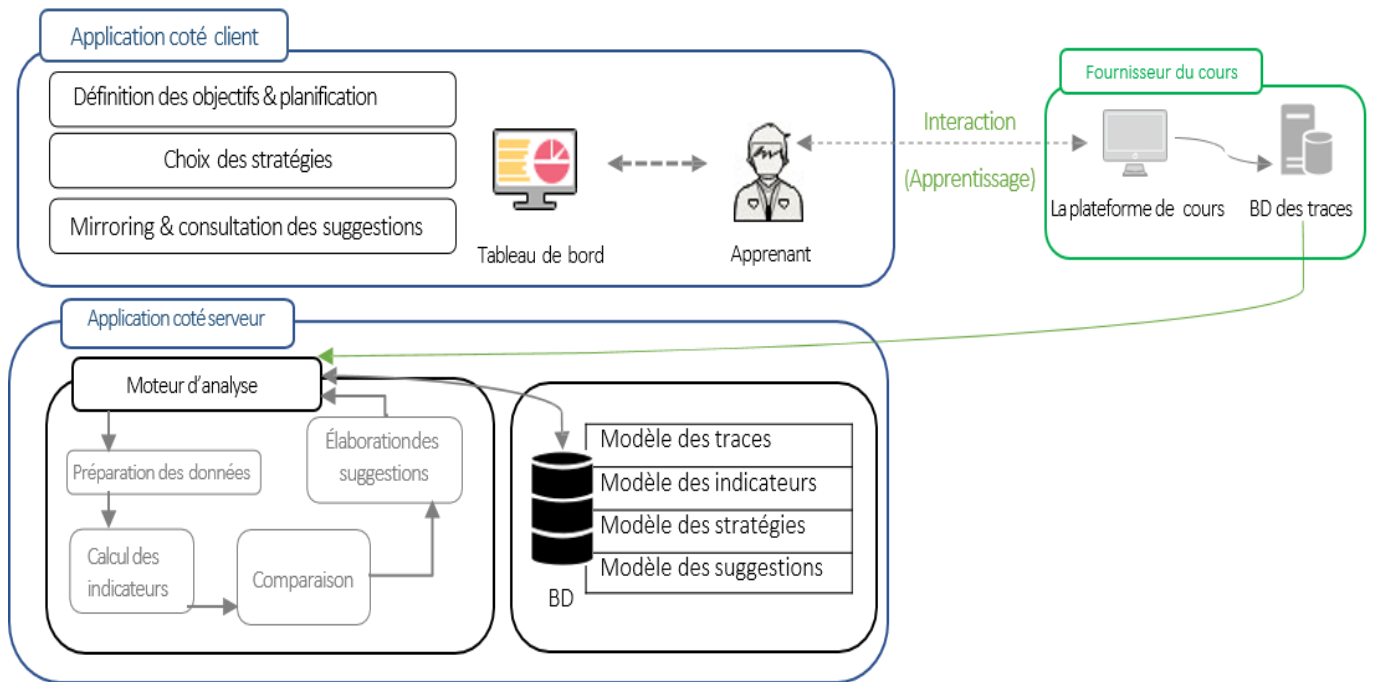 Application coté client
Définition des objectifs & planification
Choix des stratégies
Mirroring & consultation des suggestions
Tableau de bord
Apprenant
Interaction
(Apprentissage)
Fournisseur du cours
La plateforme de cours
BD des traces
Application coté serveur
Moteur d'analyse
Préparation des données
Calcul des
indicateurs
Comparaison
Élaboration des
suggestions
BD
Modèle des traces
Modèle des indicateurs
Modèle des stratégies
Modèle des suggestions